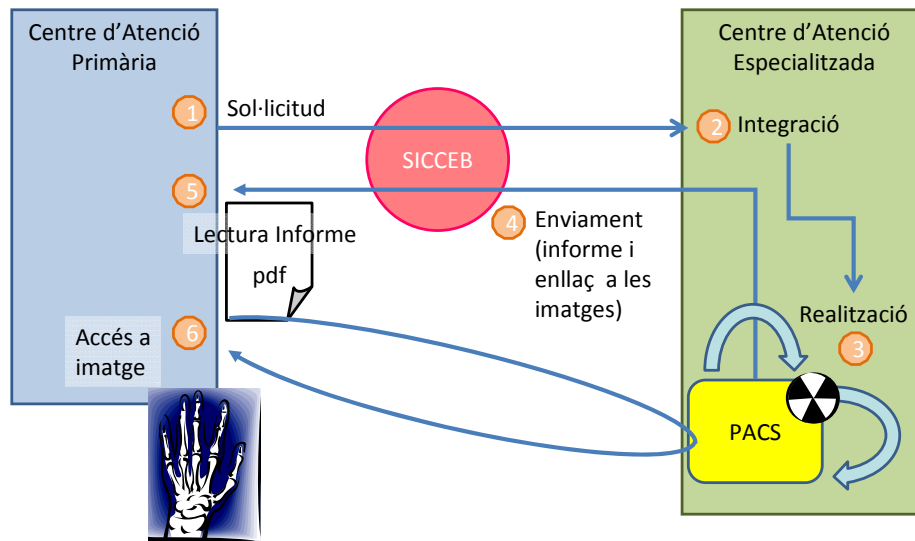 Centre d'Atenció
Primària
Centre d'Atenció
Especialitzada
1
Sol·licitud
2
Integració
SICCEB
5
Lectura Informe
pdf
4
Enviament
(informe i
enllaç a les
imatges)
Realització
3
6
Accés a
imatge
PACS